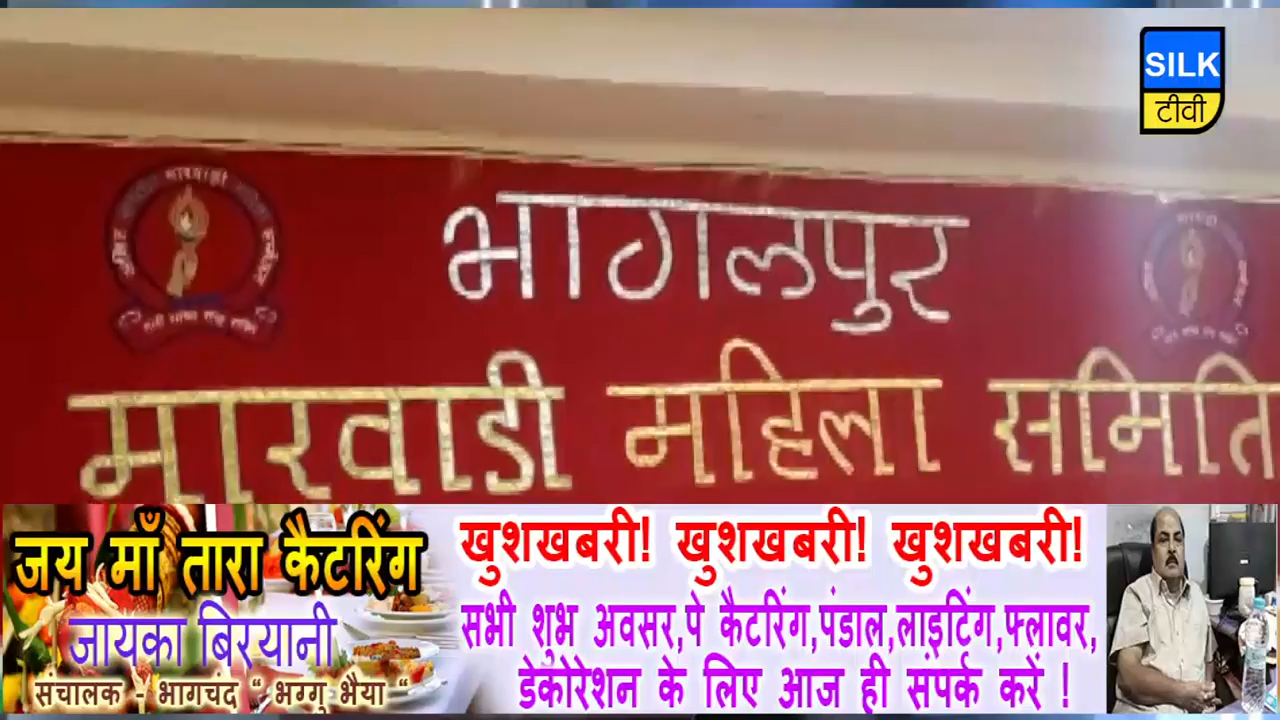 SILK
टीवी
भागलपुर
मारवाडी महिला समिति
जय माँ तारा कैटरिंग
जायका बिरयानी
संचालक - भागचंद " भग्गु भैया "
खुशखबरी! खुशखबरी! खुशखबरी!
सभी शुभ अवसर,पे कैटरिंग,पंडाल,लाइटिंग,फ्लावर,
डेकोरेशन के लिए आज ही संपर्क करें !